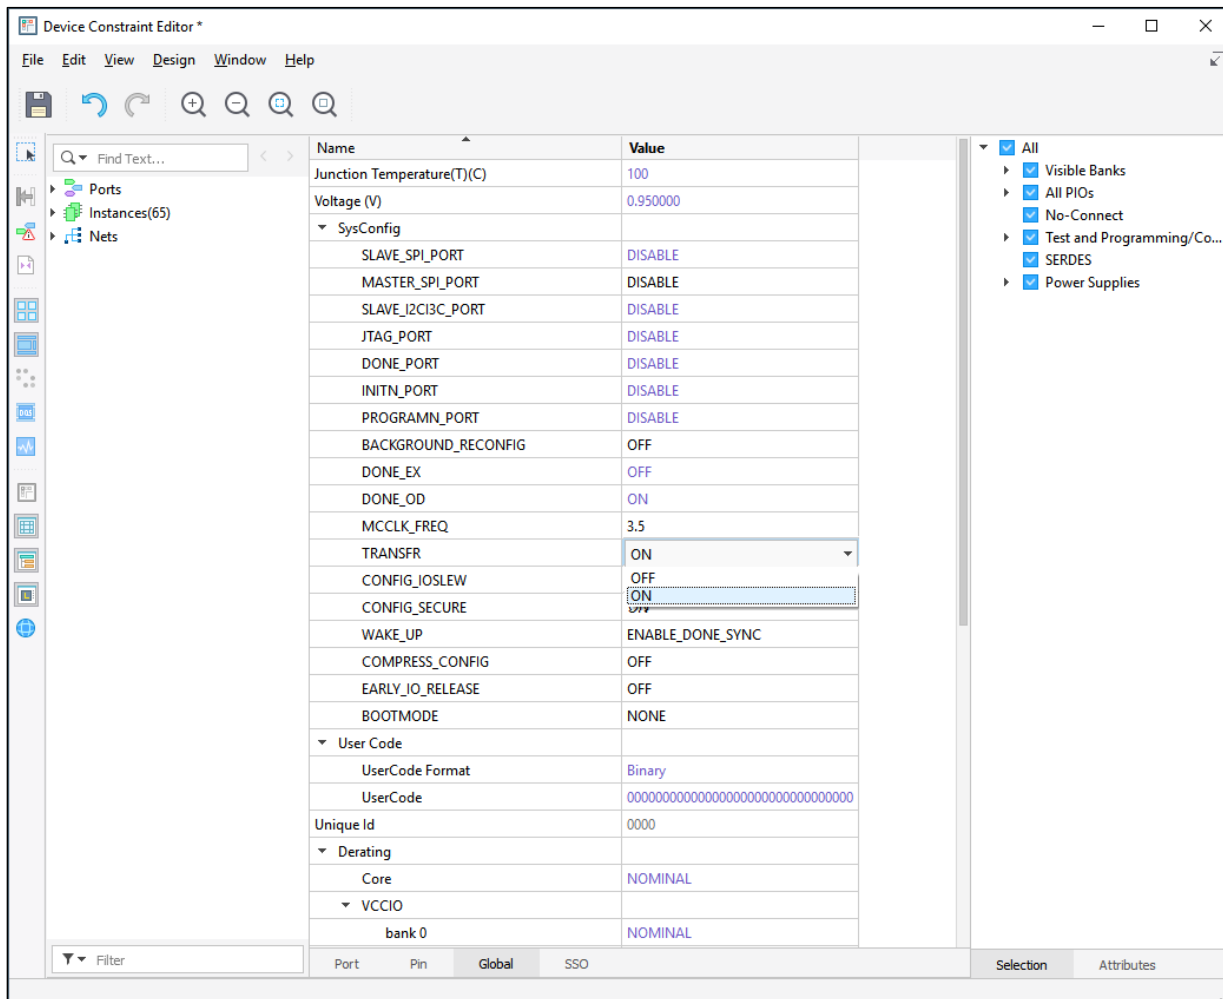 Device Constraint Editor *
File Edit View Design Window Help
Find Text...
Ports
Instances(65)
Nets
Filter
Name Value
Junction Temperature(T)(C) 100
Voltage (V) 0.950000
SysConfig
SLAVE_SPI_PORT DISABLE
MASTER_SPI_PORT DISABLE
SLAVE_I2CI3C_PORT DISABLE
JTAG_PORT DISABLE
DONE_PORT DISABLE
INITN_PORT DISABLE
PROGRAMN_PORT DISABLE
BACKGROUND_RECONFIG OFF
DONE_EX OFF
DONE_OD ON
MCCLK_FREQ 3.5
TRANSFR ON
CONFIG_IOSLEW OFF
ON
CONFIG_SECURE
WAKE_UP ENABLE_DONE_SYNC
COMPRESS_CONFIG OFF
EARLY_IO_RELEASE OFF
BOOTMODE NONE
User Code
UserCode Format Binary
UserCode 00000000000000000000000000000000
Unique Id 0000
Derating
Core NOMINAL
VCCIO
bank 0 NOMINAL
Port Pin Global SSO
All
Visible Banks
All PIOs
No-Connect
Test and Programming/Co...
SERDES
Power Supplies
Selection Attributes